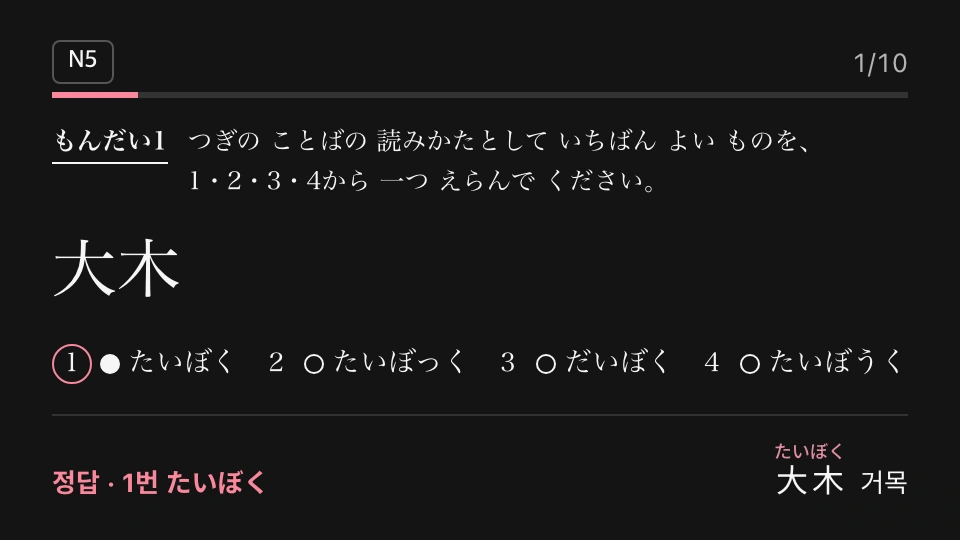 N5
1/10
もんだい1 つぎの ことばの 読みかたとして いちばん よい ものを、
1・2・3・4から 一つ えらんで ください。
大木
1 たいぼく 2 たいぼっく 3 だいぼく 4 たいぼうく
たいぼく
정답 · 1번 たいぼく 大木 거목